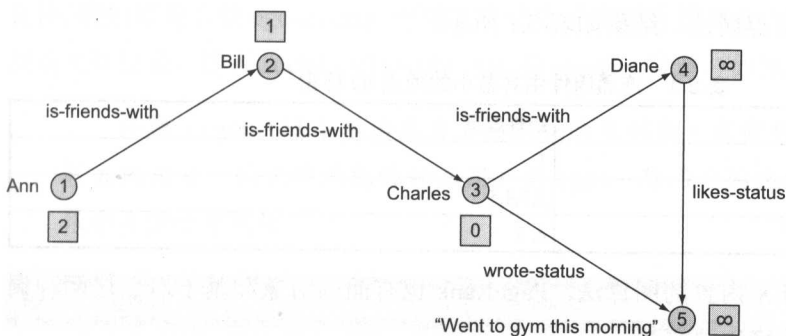 1
Bill
2
Diane
4
∞
is-friends-with
is-friends-with
is-friends-with
Ann
1
Charles
3
likes-status
2
0
wrote-status
“Went to gym this morning”
5
∞